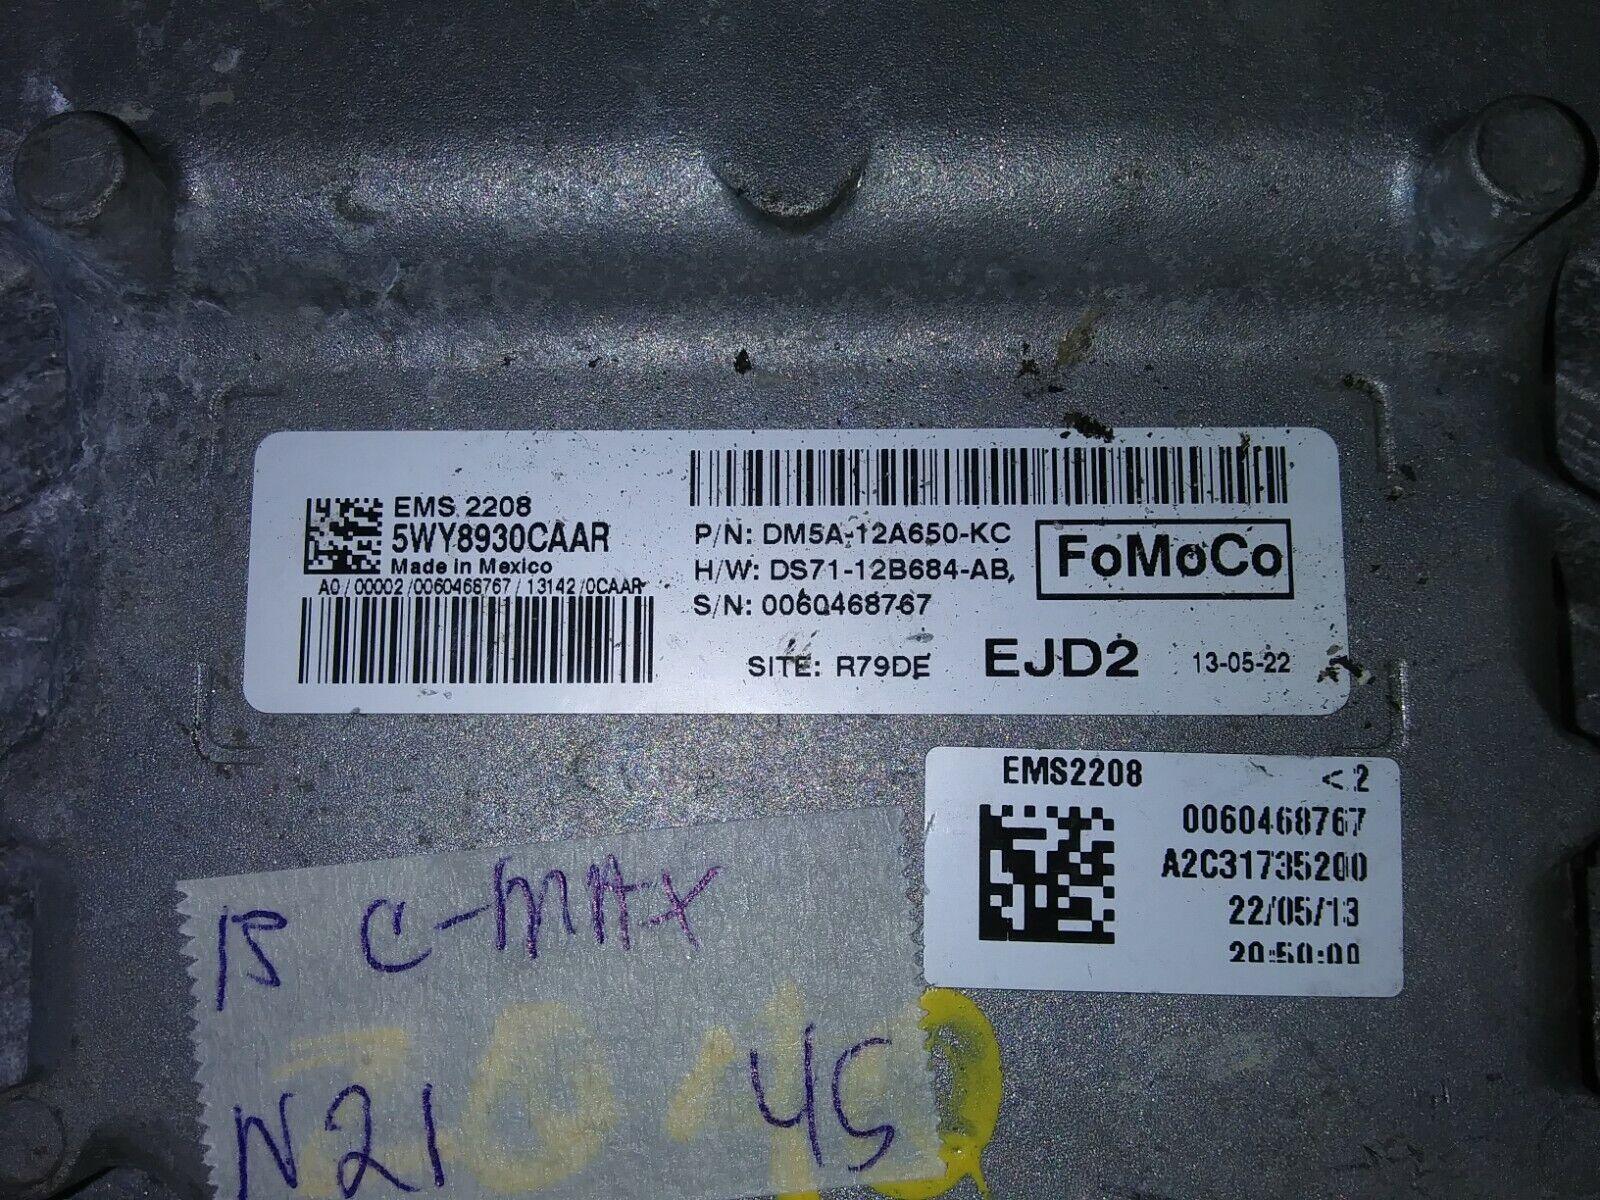 EMS 2208
5WY8930CAAR
Made in Mexico
A0 / 00002 / 0060468767 / 13142 / 0CAAR
P/N: DM5A-12A650-KC
H/W: DS71-12B684-AB,
S/N: 0060468767
FoMoCo
SITE: R79DE EJD2 13-05-22
EMS2208 < 2
0060468767
A2C31735200
22/05/13
20:50:00
C-MAX
N21 45